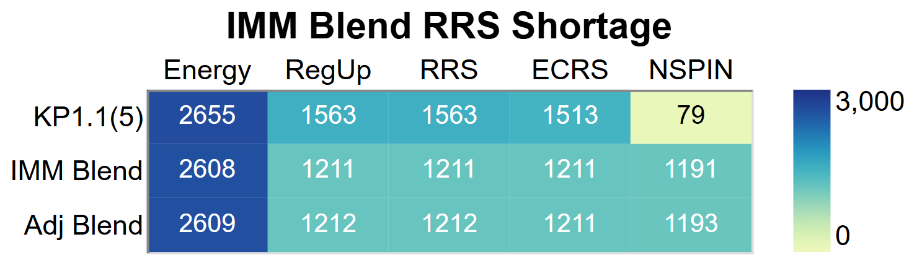 IMM Blend RRS Shortage
Energy RegUp RRS ECRS NSPIN
KP1.1(5) 2655 1563 1563 1513 79
IMM Blend 2608 1211 1211 1211 1191
Adj Blend 2609 1212 1212 1211 1193
3,000
0